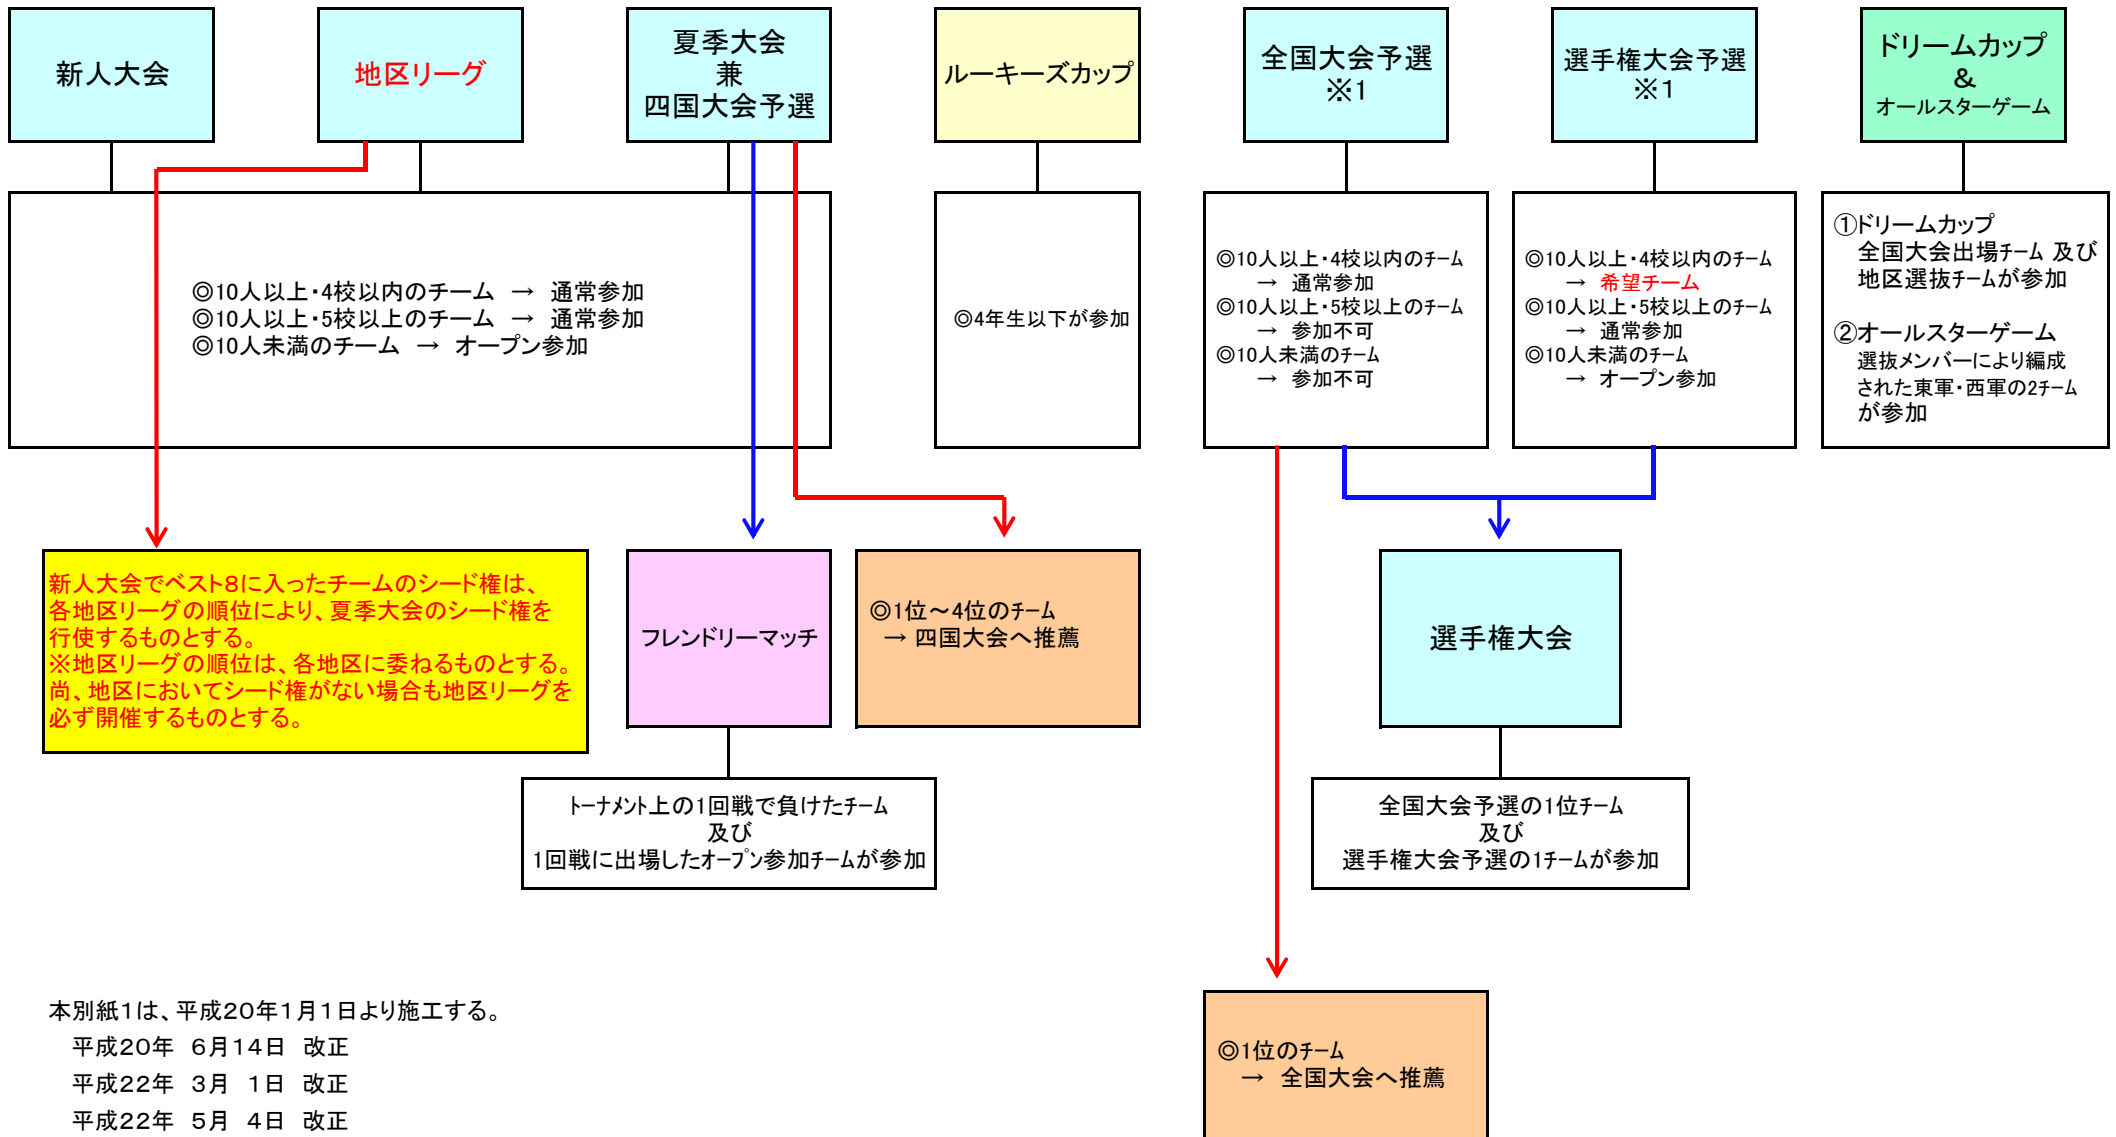 新人大会
地区リーグ
夏季大会
兼
四国大会予選
ルーキーズカップ
全国大会予選
※1
選手権大会予選
※1
ドリームカップ
&
オールスターゲーム
◎10人以上・4校以内のチーム → 通常参加
◎10人以上・5校以上のチーム → 通常参加
◎10人未満のチーム → オープン参加
◎4年生以下が参加
◎10人以上・4校以内のチーム
→ 通常参加
◎10人以上・5校以上のチーム
→ 参加不可
◎10人未満のチーム
→ 参加不可
◎10人以上・4校以内のチーム
→ 希望チーム
◎10人以上・5校以上のチーム
→ 通常参加
◎10人未満のチーム
→ オープン参加
①ドリームカップ
全国大会出場チーム 及び
地区選抜チームが参加
②オールスターゲーム
選抜メンバーにより編成
された東軍・西軍の2チーム
が参加
新人大会でベスト8に入ったチームのシード権は、
各地区リーグの順位により、夏季大会のシード権を
行使するものとする。
※地区リーグの順位は、各地区に委ねるものとする。
尚、地区においてシード権がない場合も地区リーグを
必ず開催するものとする。
フレンドリーマッチ
◎1位～4位のチーム
→ 四国大会へ推薦
選手権大会
トーナメント上の1回戦で負けたチーム
及び
1回戦に出場したオープン参加チームが参加
全国大会予選の1位チーム
及び
選手権大会予選の1チームが参加
◎1位のチーム
→ 全国大会へ推薦
本別紙1は、平成20年1月1日より施工する。
平成20年 6月14日 改正
平成22年 3月 1日 改正
平成22年 5月 4日 改正